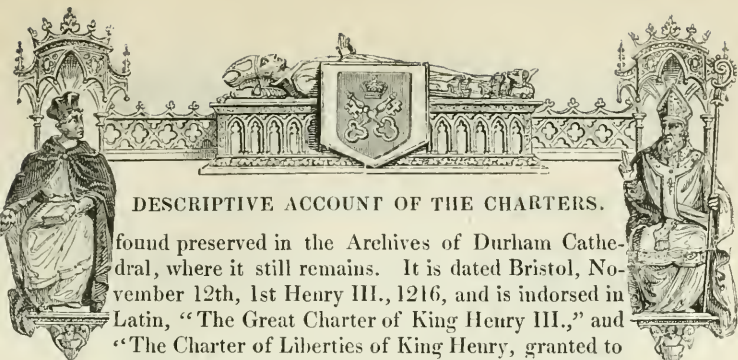 DESCRIPTIVE ACCOUNT OF THE CHARTERS.
found preserved in the Archives of Durham Cathe-
dral, where it still remains. It is dated Bristol, No-
vember 12th, 1st Henry III., 1216, and is indorsed in
Latin, "The Great Charter of King Henry III.," and
"The Charter of Liberties of King Henry, granted to